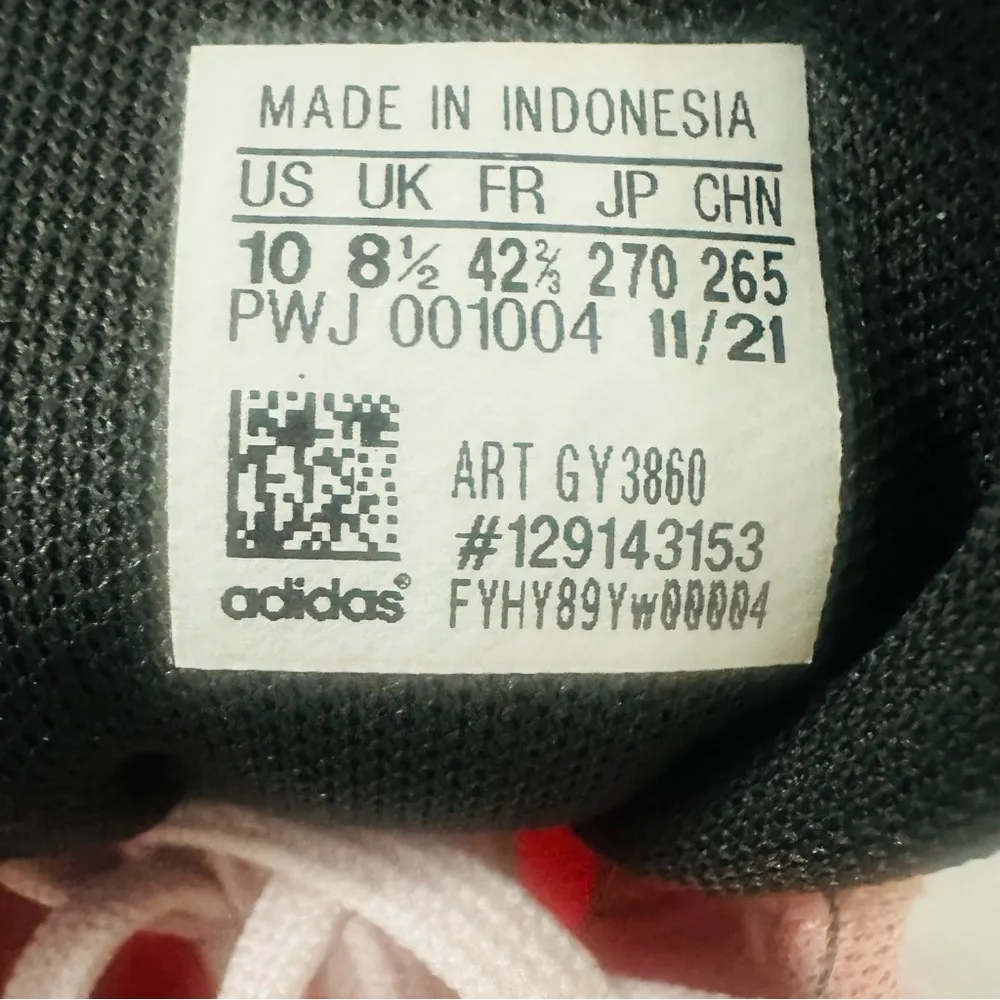 MADE IN INDONESIA
US UK FR JP CHN
10 8½ 42⅔ 270 265
PWJ 001004 11/21
ART GY3860
#129143153
adidas®
FYHY89Yw00004